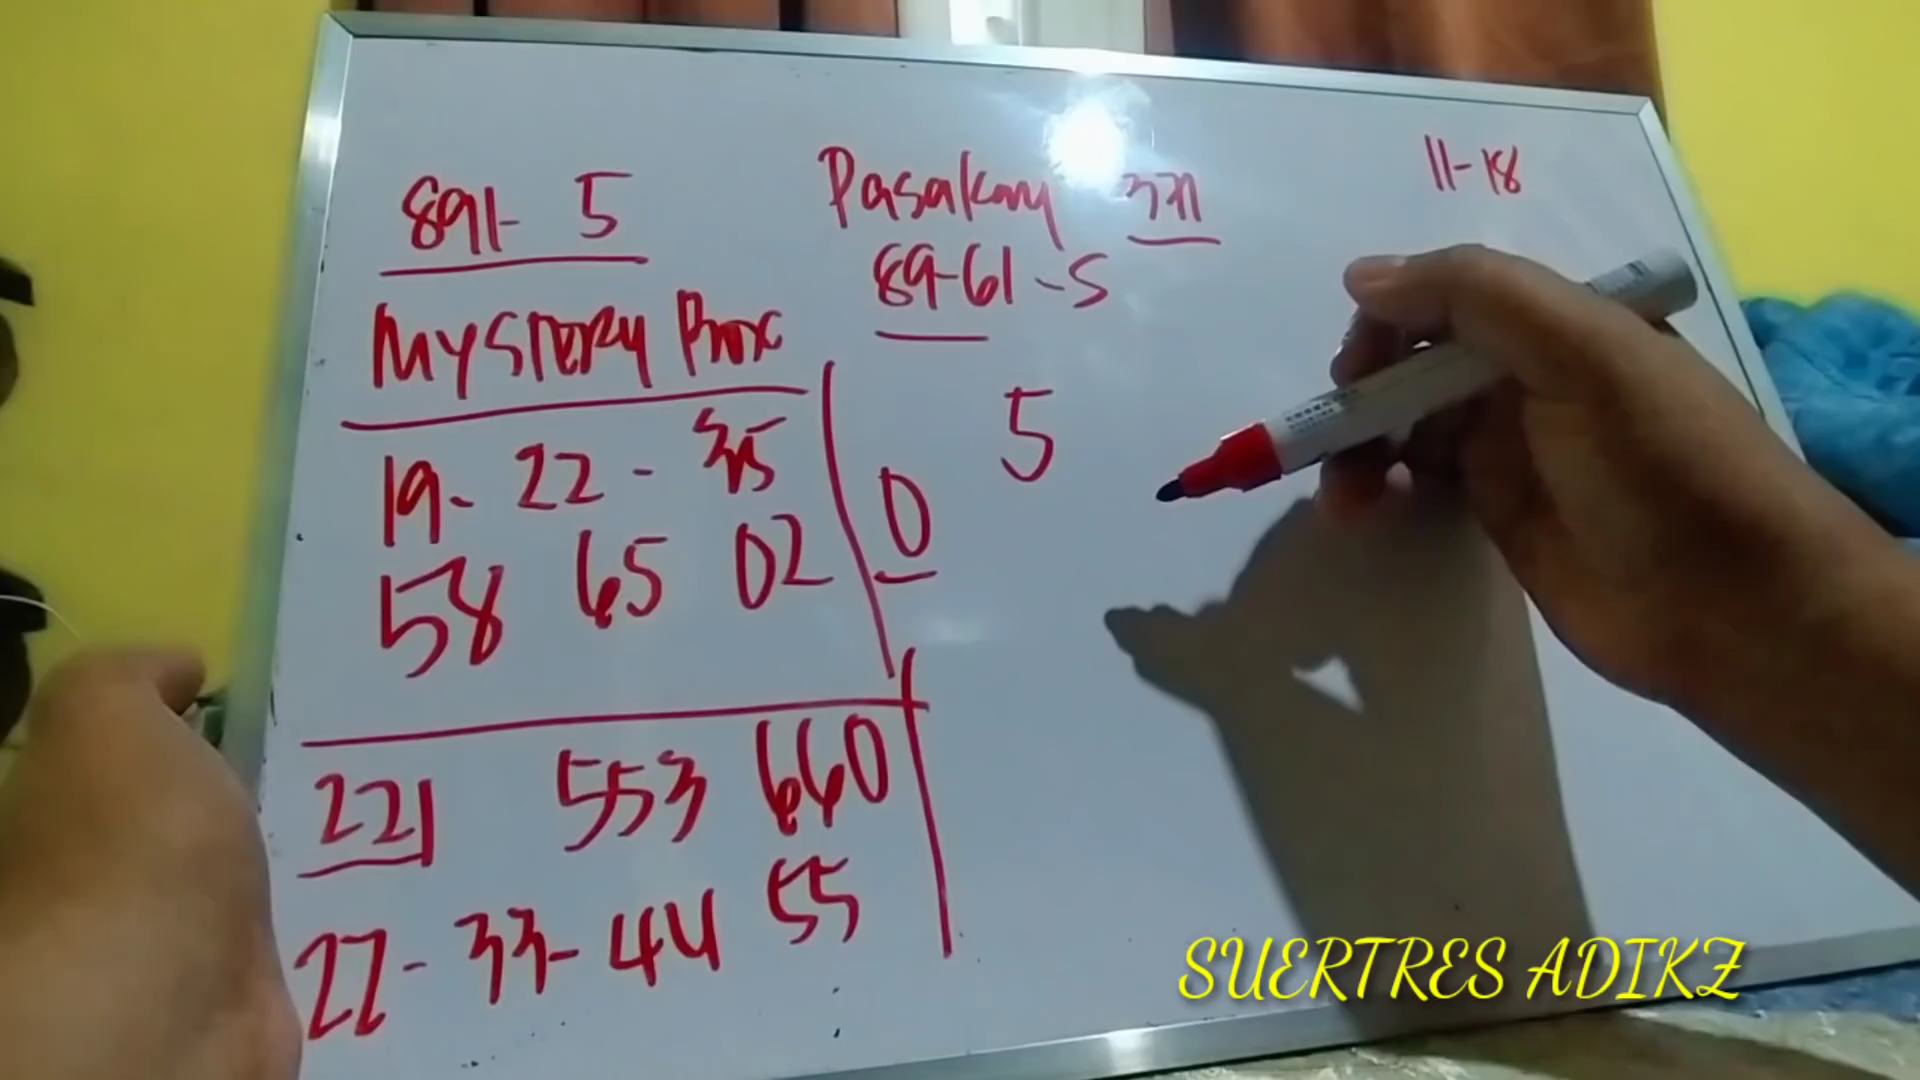 891- 5
Pasakay 371
11-18
89-61-5
MYSTERY Box
19- 22 - 35
5
58 65 02
0
221 553 660
22-33-44 55
SUERTRES ADIKZ